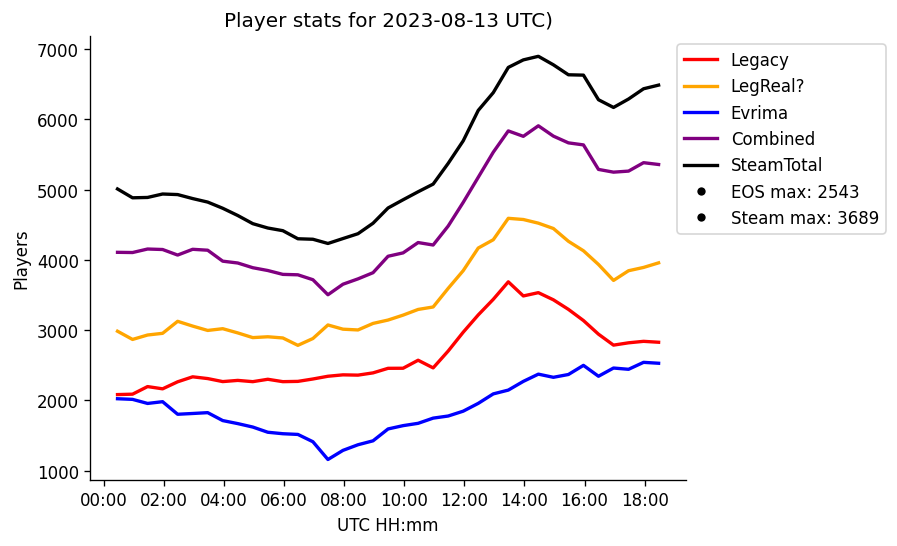 Player stats for 2023-08-13 UTC)
7000
6000
5000
4000
3000
2000
1000
Players
00:00 02:00 04:00 06:00 08:00 10:00 12:00 14:00 16:00 18:00
UTC HH:mm
Legacy
LegReal?
Evrima
Combined
SteamTotal
EOS max: 2543
Steam max: 3689